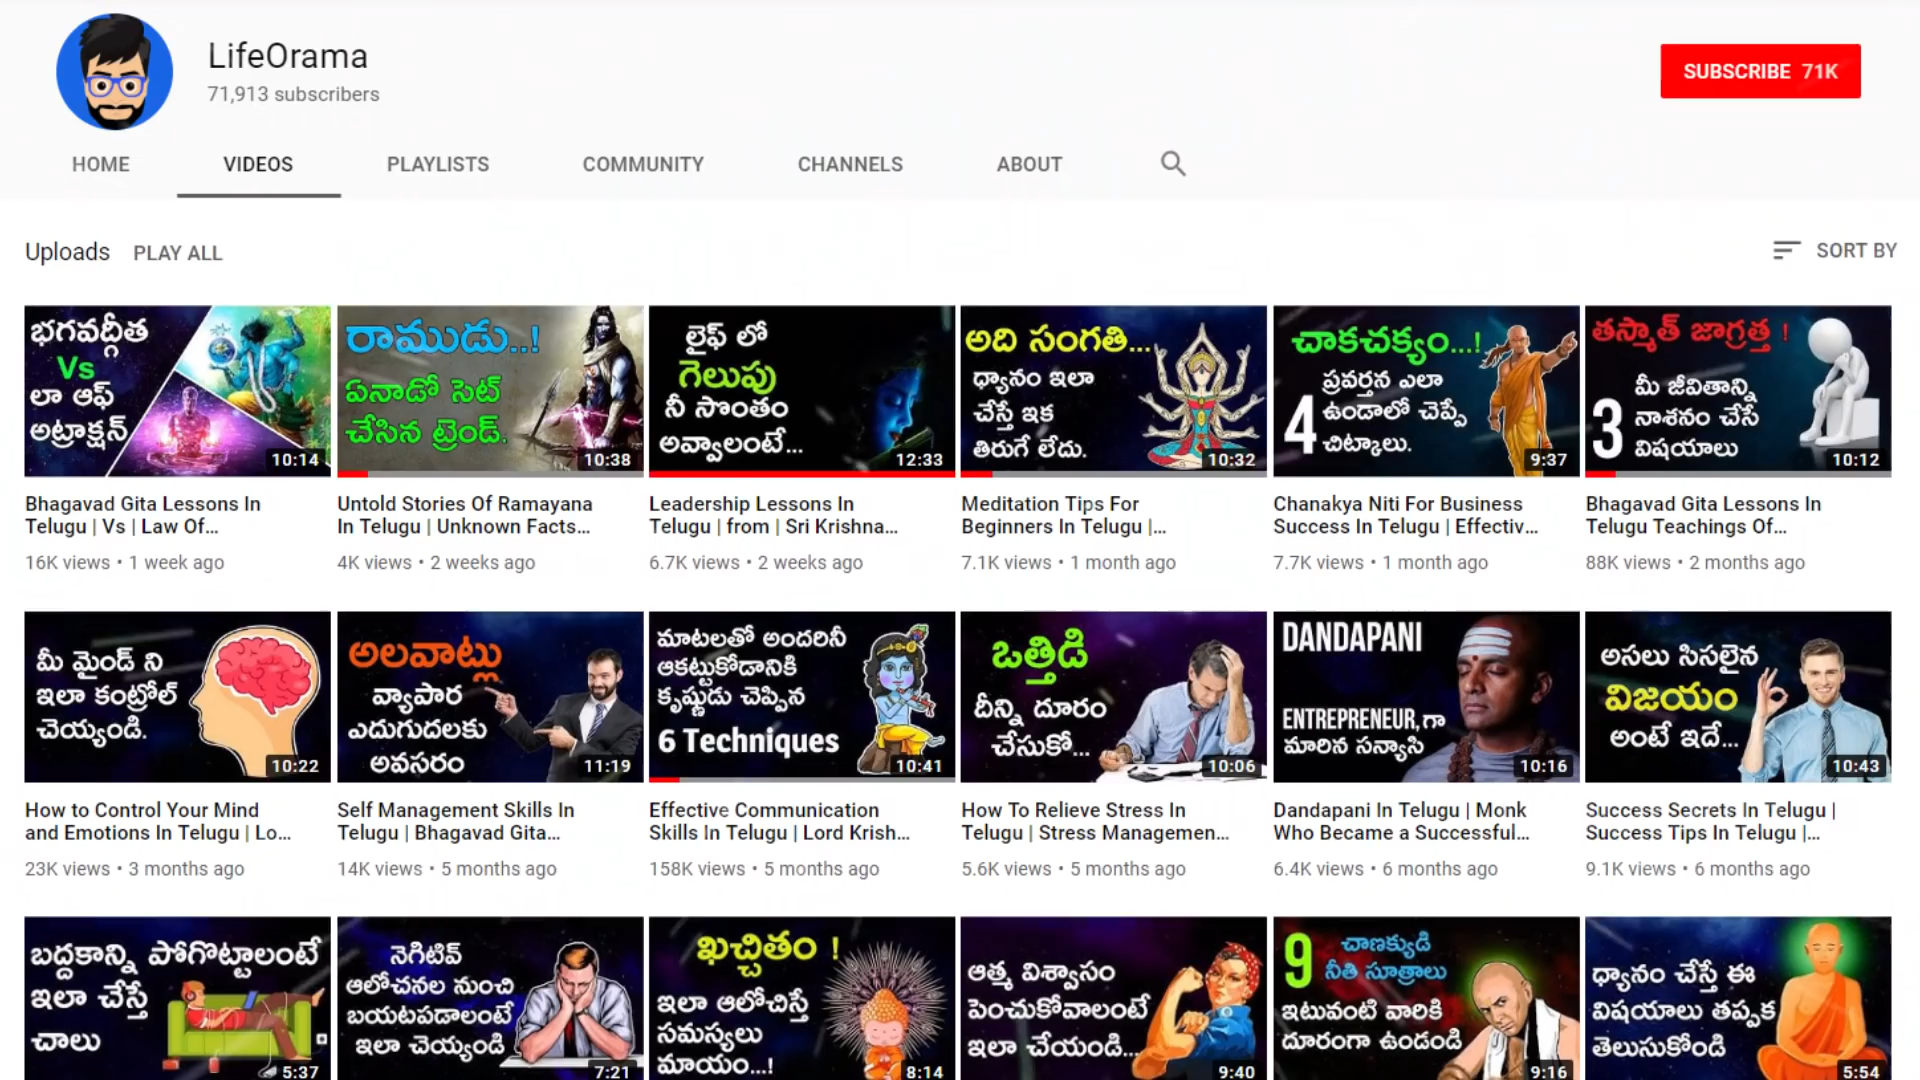 LifeOrama
71,913 subscribers
SUBSCRIBE 71K
HOME
VIDEOS
PLAYLISTS
COMMUNITY
CHANNELS
ABOUT
Uploads
PLAY ALL
SORT BY
భగవద్గీత
Vs
లా ఆఫ్
అట్రాక్షన్
10:14
రాముడు..!
ఏనాడో సెట్
చేసిన ట్రెండ్.
10:38
లైఫ్ లో
గెలుపు
నీ సొంతం
అవ్వాలంటే...
12:33
అది సంగతి...
ధ్యానం ఇలా
చేస్తే ఇక
తిరుగే లేదు.
10:32
చాకచక్యం...!
4
ప్రవర్తన ఎలా
ఉండాలో చెప్పే
చిట్కాలు.
9:37
తస్మాత్ జాగ్రత్త !
3
మీ జీవితాన్ని
నాశనం చేసే
విషయాలు
10:12
Bhagavad Gita Lessons In
Telugu | Vs | Law Of...
16K views • 1 week ago
Untold Stories Of Ramayana
In Telugu | Unknown Facts...
4K views • 2 weeks ago
Leadership Lessons In
Telugu | from | Sri Krishna...
6.7K views • 2 weeks ago
Meditation Tips For
Beginners In Telugu |...
7.1K views • 1 month ago
Chanakya Niti For Business
Success In Telugu | Effectiv...
7.7K views • 1 month ago
Bhagavad Gita Lessons In
Telugu Teachings Of...
88K views • 2 months ago
మీ మైండ్ ని
ఇలా కంట్రోల్
చెయ్యండి.
10:22
అలవాట్లు
వ్యాపార
ఎదుగుదలకు
అవసరం
11:19
మాటలతో అందరినీ
ఆకట్టుకోడానికి
కృష్ణుడు చెప్పిన
6 Techniques
10:41
ఒత్తిడి
దీన్ని దూరం
చేసుకో...
10:06
DANDAPANI
ENTREPRENEUR,గా
మారిన సన్యాసి
10:16
అసలు సిసలైన
విజయం
అంటే ఇదే...
10:43
How to Control Your Mind
and Emotions In Telugu | Lo...
23K views • 3 months ago
Self Management Skills In
Telugu | Bhagavad Gita...
14K views • 5 months ago
Effective Communication
Skills In Telugu | Lord Krish...
158K views • 5 months ago
How To Relieve Stress In
Telugu | Stress Managemen...
5.6K views • 5 months ago
Dandapani In Telugu | Monk
Who Became a Successful...
6.4K views • 6 months ago
Success Secrets In Telugu |
Success Tips In Telugu |...
9.1K views • 6 months ago
బద్దకాన్ని పోగొట్టాలంటే
ఇలా చేస్తే
చాలు
5:37
నెగిటివ్
ఆలోచనల నుంచి
బయటపడాలంటే
ఇలా చెయ్యండి
7:21
ఖచ్చితం !
ఇలా ఆలోచిస్తే
సమస్యలు
మాయం...!
8:14
ఆత్మ విశ్వాసం
పెంచుకోవాలంటే
ఇలా చేయండి...
9:40
9
చాణక్యుడి
నీతి సూత్రాలు
ఇటువంటి వారికి
దూరంగా ఉండండి
9:16
ధ్యానం చేస్తే ఈ
విషయాలు తప్పక
తెలుసుకోండి
5:54